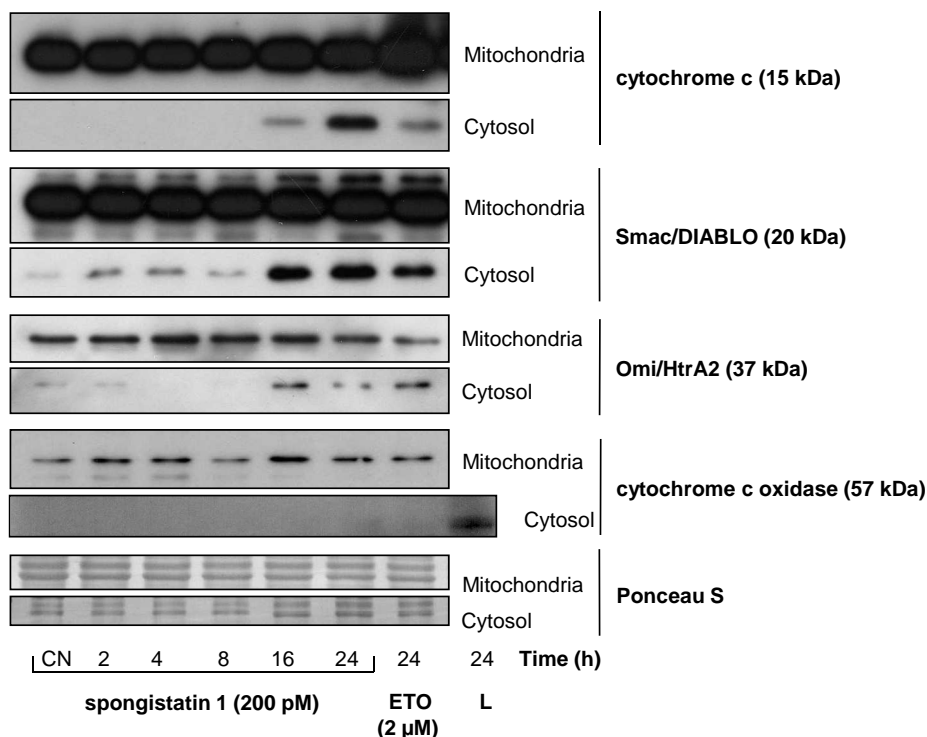 Mitochondria
cytochrome c (15 kDa)
Cytosol
Mitochondria
Smac/DIABLO (20 kDa)
Cytosol
Mitochondria
Omi/HtrA2 (37 kDa)
Cytosol
Mitochondria
cytochrome c oxidase (57 kDa)
Cytosol
Mitochondria
Ponceau S
Cytosol
CN 2 4 8 16 24 24 24 Time (h)
spongistatin 1 (200 pM) ETO L
(2 µM)